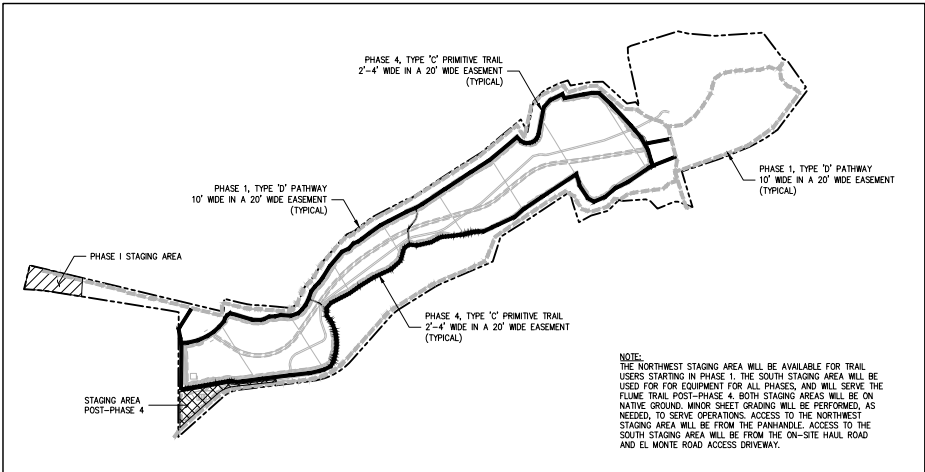 PHASE 4, TYPE 'C' PRIMITIVE TRAIL
2'-4' WIDE IN A 20' WIDE EASEMENT
(TYPICAL)
PHASE 1, TYPE 'D' PATHWAY
10' WIDE IN A 20' WIDE EASEMENT
(TYPICAL)
PHASE 1, TYPE 'D' PATHWAY
10' WIDE IN A 20' WIDE EASEMENT
(TYPICAL)
PHASE I STAGING AREA
PHASE 4, TYPE 'C' PRIMITIVE TRAIL
2'-4' WIDE IN A 20' WIDE EASEMENT
(TYPICAL)
STAGING AREA
POST-PHASE 4
NOTE:
THE NORTHWEST STAGING AREA WILL BE AVAILABLE FOR TRAIL
USERS STARTING IN PHASE 1. THE SOUTH STAGING AREA WILL BE
USED FOR FOR EQUIPMENT FOR ALL PHASES, AND WILL SERVE THE
FLUME TRAIL POST-PHASE 4. BOTH STAGING AREAS WILL BE ON
NATIVE GROUND. MINOR SHEET GRADING WILL BE PERFORMED, AS
NEEDED, TO SERVE OPERATIONS. ACCESS TO THE NORTHWEST
STAGING AREA WILL BE FROM THE PANHANDLE. ACCESS TO THE
SOUTH STAGING AREA WILL BE FROM THE ON-SITE HAUL ROAD
AND EL MONTE ROAD ACCESS DRIVEWAY.